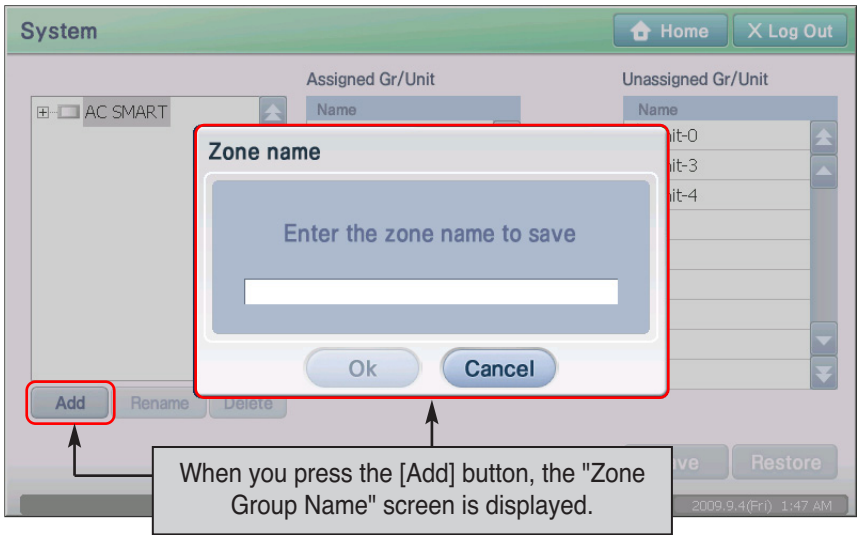 System
Home
X Log Out
Assigned Gr/Unit
Unassigned Gr/Unit
AC SMART
Name
Name
Zone name
Enter the zone name to save
Ok
Cancel
Add
Rename
Delete
When you press the [Add] button, the "Zone
Group Name" screen is displayed.
Restore
2009.9.4(Fri) 1:47 AM